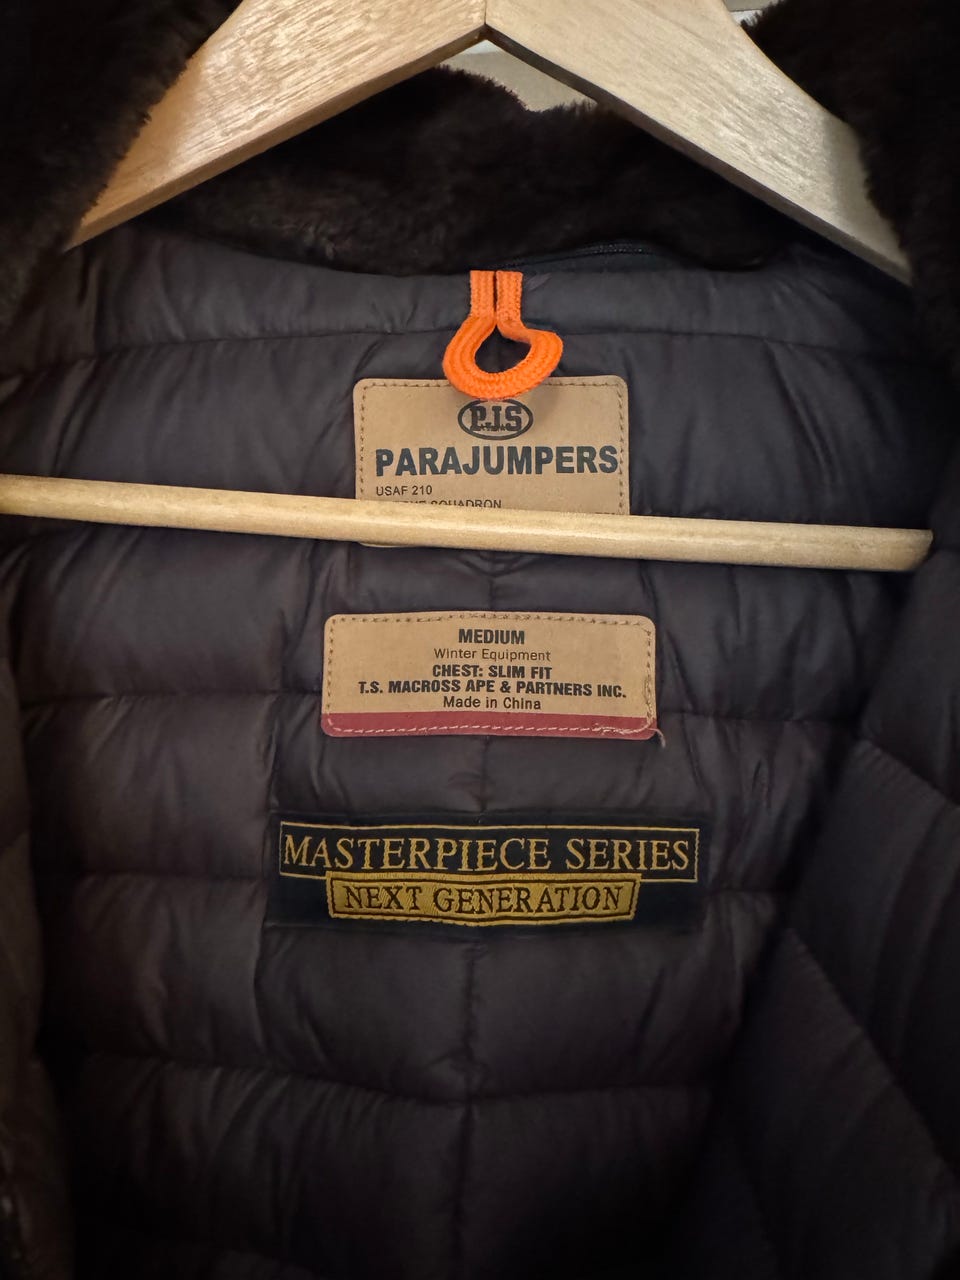 PJS
PARAJUMPERS
USAF 210
SQUADRON
MEDIUM
Winter Equipment
CHEST: SLIM FIT
T.S. MACROSS APE & PARTNERS INC.
Made in China
MASTERPIECE SERIES
NEXT GENERATION